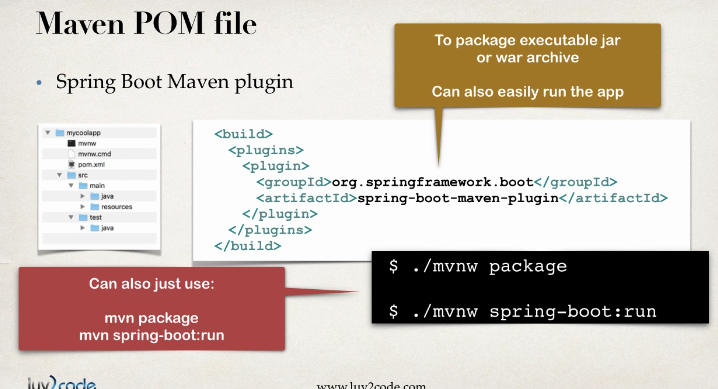 Maven POM file
To package executable jar
or war archive
Can also easily run the app
• Spring Boot Maven plugin
mycoolapp
mvnw
mvnw.cmd
pom.xml
src
main
java
resources
test
java
<build>
<plugins>
<plugin>
<groupId>org.springframework.boot</groupId>
<artifactId>spring-boot-maven-plugin</artifactId>
</plugin>
</plugins>
</build>
Can also just use:
mvn package
mvn spring-boot:run
$ ./mvnw package
$ ./mvnw spring-boot:run
luv2code
www.luv2code.com